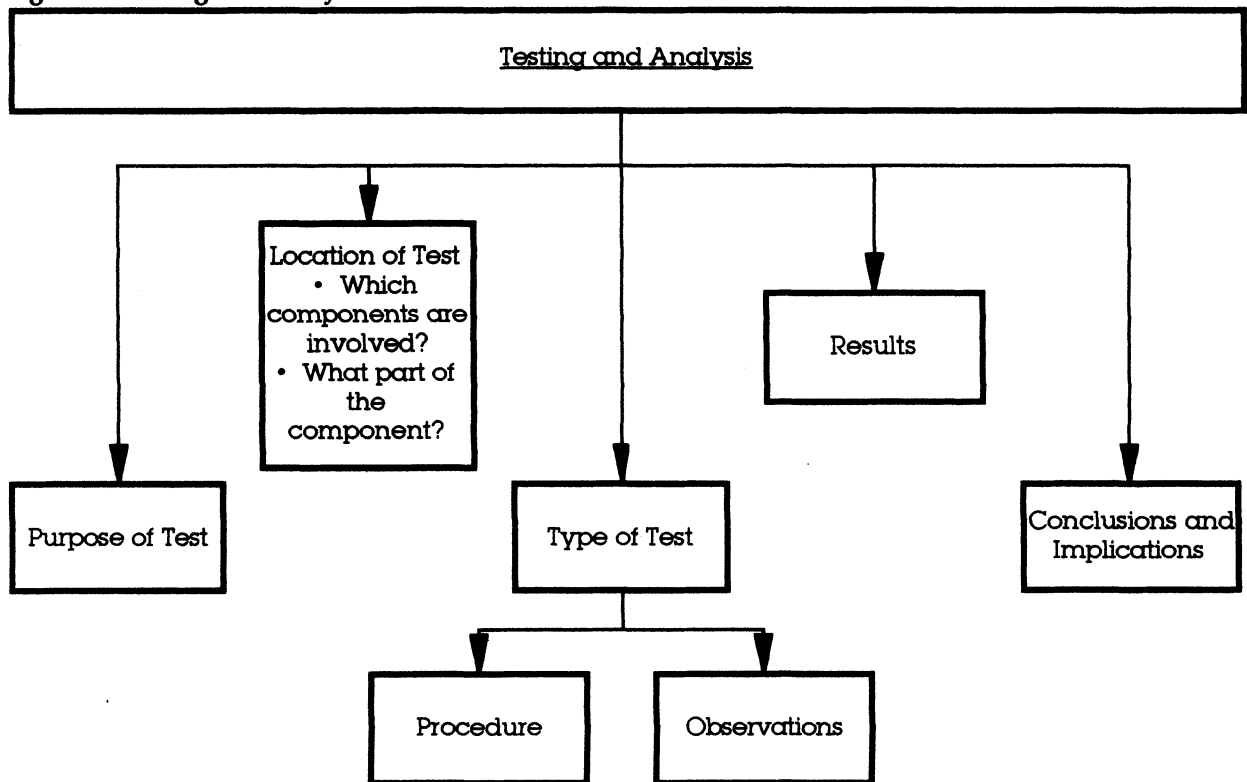 Testing and Analysis
Location of Test
• Which
components are
involved?
• What part of
the
component?
Results
Purpose of Test
Type of Test
Conclusions and
Implications
Procedure
Observations